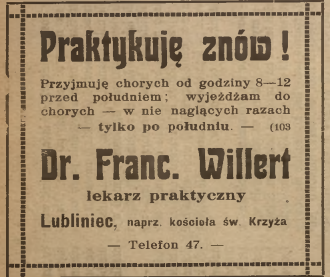 Praktykuję znów !
Przyjmuję chorych od godziny 8—12
przed południem; wyjeżdżam do
chorych — w nie naglących razach
— tylko po południu. — (103
Dr. Franc. Willert
lekarz praktyczny
Lubliniec, naprz. kościoła św. Krzyża
— Telefon 47. —